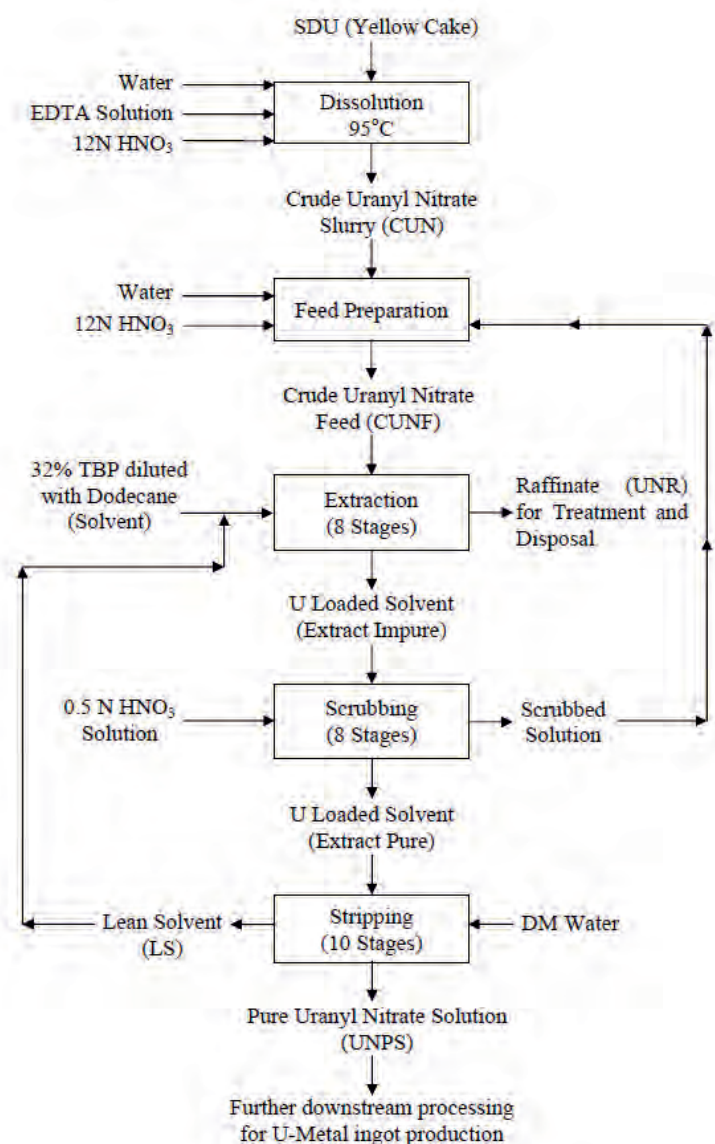 SDU (Yellow Cake)
Water
EDTA Solution
12N HNO₃
Dissolution
95°C
Crude Uranyl Nitrate
Slurry (CUN)
Water
12N HNO₃
Feed Preparation
Crude Uranyl Nitrate
Feed (CUNF)
32% TBP diluted
with Dodecane
(Solvent)
Extraction
(8 Stages)
Raffinate (UNR)
for Treatment and
Disposal
U Loaded Solvent
(Extract Impure)
0.5 N HNO₃
Solution
Scrubbing
(8 Stages)
Scrubbed
Solution
U Loaded Solvent
(Extract Pure)
Lean Solvent
(LS)
Stripping
(10 Stages)
DM Water
Pure Uranyl Nitrate Solution
(UNPS)
Further downstream processing
for U-Metal ingot production